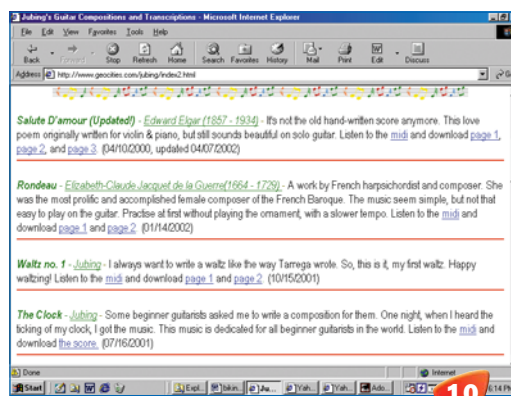 Jubing's Guitar Compositions and Transcriptions - Microsoft Internet Explorer
File Edit View Favorites Tools Help
Back Forward Stop Refresh Home Search Favorites History Mail Print Edit Discuss
Address http://www.geocities.com/jubing/index2.html
Salute D'amour (Updated!) - Edward Elgar (1857 - 1934) - It's not the old hand-written score anymore. This love
poem originally written for violin & piano, but still sounds beautiful on solo guitar. Listen to the midi and download page 1,
page 2, and page 3. (04/10/2000, updated 04/07/2002)
Rondeau - Elizabeth-Claude Jacquet de la Guerre(1664 - 1729) - A work by French harpsichordist and composer. She
was the most prolific and accomplished female composer of the French Baroque. The music seem simple, but not that
easy to play on the guitar. Practise at first without playing the ornament, with a slower tempo. Listen to the midi and
download page 1 and page 2. (01/14/2002)
Waltz no. 1 - Jubing - I always want to write a waltz like the way Tarrega wrote. So, this is it, my first waltz. Happy
waltzing! Listen to the midi and download page 1 and page 2. (10/15/2001)
The Clock - Jubing - Some beginner guitarists asked me to write a composition for them. One night, when I heard the
ticking of my clock, I got the music. This music is dedicated for all beginner guitarists in the world. Listen to the midi and
download the score. (07/16/2001)
Done Internet
Start Expl... bikin... Ju... Yah... Yah... Ado... 10 6:14 PM